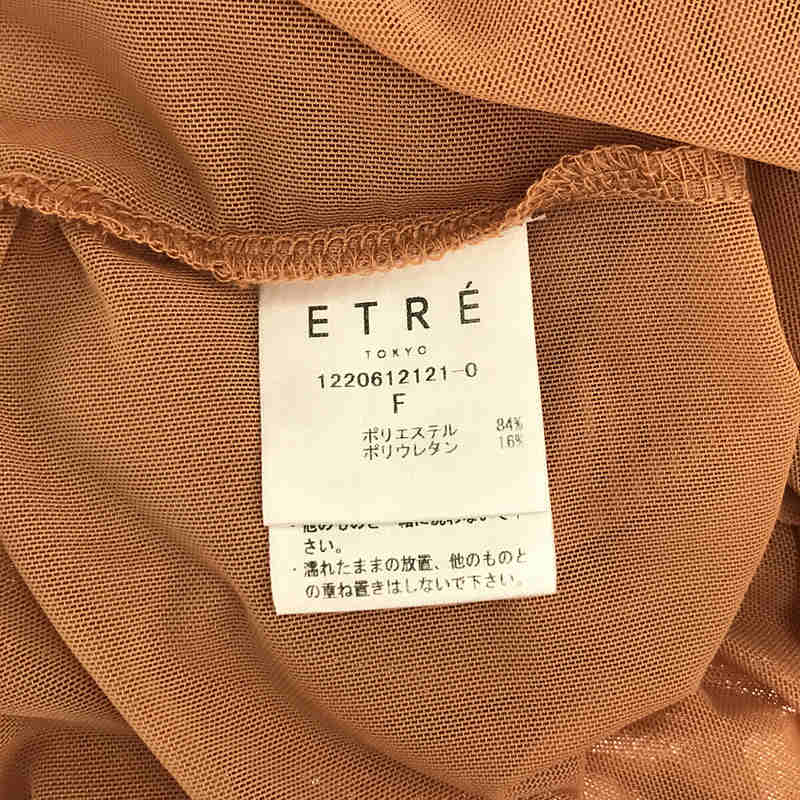 ETRÉ
TOKYO
1220612121-0
F
ポリエステル 84%
ポリウレタン 16%
さい。
・濡れたままの放置、他のものと
の重ね置きはしないで下さい。